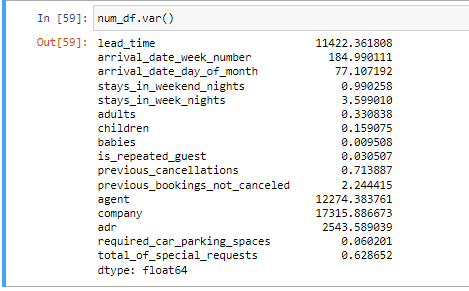 In [59]: num_df.var()
Out[59]: lead_time 11422.361808
arrival_date_week_number 184.990111
arrival_date_day_of_month 77.107192
stays_in_weekend_nights 0.990258
stays_in_week_nights 3.599010
adults 0.330838
children 0.159075
babies 0.009508
is_repeated_guest 0.030507
previous_cancellations 0.713887
previous_bookings_not_canceled 2.244415
agent 12274.383761
company 17315.886673
adr 2543.589039
required_car_parking_spaces 0.060201
total_of_special_requests 0.628652
dtype: float64